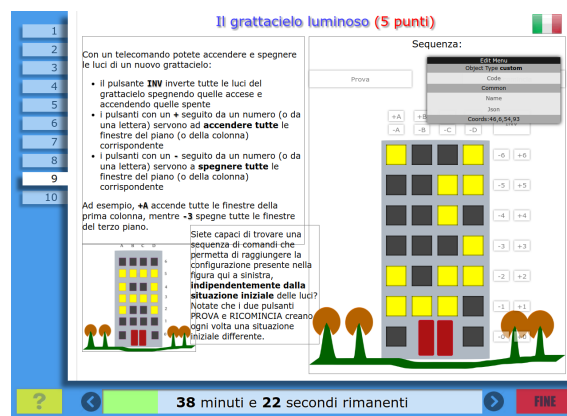 Il grattacielo luminoso (5 punti)
1
2
3
4
5
6
7
8
9
10
Con un telecomando potete accendere e spegnere
le luci di un nuovo grattacielo:
• il pulsante INV inverte tutte le luci del
grattacielo spegnendo quelle accese e
accendendo quelle spente
• i pulsanti con un + seguito da un numero (o da
una lettera) servono ad accendere tutte le
finestre del piano (o della colonna)
corrispondente
• i pulsanti con un - seguito da un numero (o da
una lettera) servono a spegnere tutte le
finestre del piano (o della colonna)
corrispondente
Ad esempio, +A accende tutte le finestre della
prima colonna, mentre -3 spegne tutte le finestre
del terzo piano.
A B C D
Siete capaci di trovare una
sequenza di comandi che
permetta di raggiungere la
configurazione presente nella
figura qui a sinistra,
indipendentemente dalla
situazione iniziale delle luci?
Notate che i due pulsanti
PROVA e RICOMINCIA creano
ogni volta una situazione
iniziale differente.
Sequenza:
Prova
Edit Menu
Object Type custom
Code
Common
Name
Json
Coords:46,6,54,93
+A +B
-A -B -C -D
-6 +6
-5 +5
-4 +4
-3 +3
-2 +2
-1 +1
-0 +0
?
38 minuti e 22 secondi rimanenti
FINE